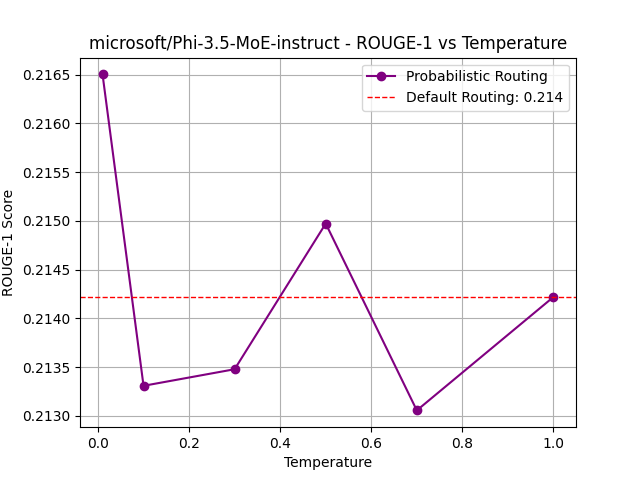 microsoft/Phi-3.5-MoE-instruct - ROUGE-1 vs Temperature
Probabilistic Routing
Default Routing: 0.214
ROUGE-1 Score
0.2165
0.2160
0.2155
0.2150
0.2145
0.2140
0.2135
0.2130
0.0 0.2 0.4 0.6 0.8 1.0
Temperature